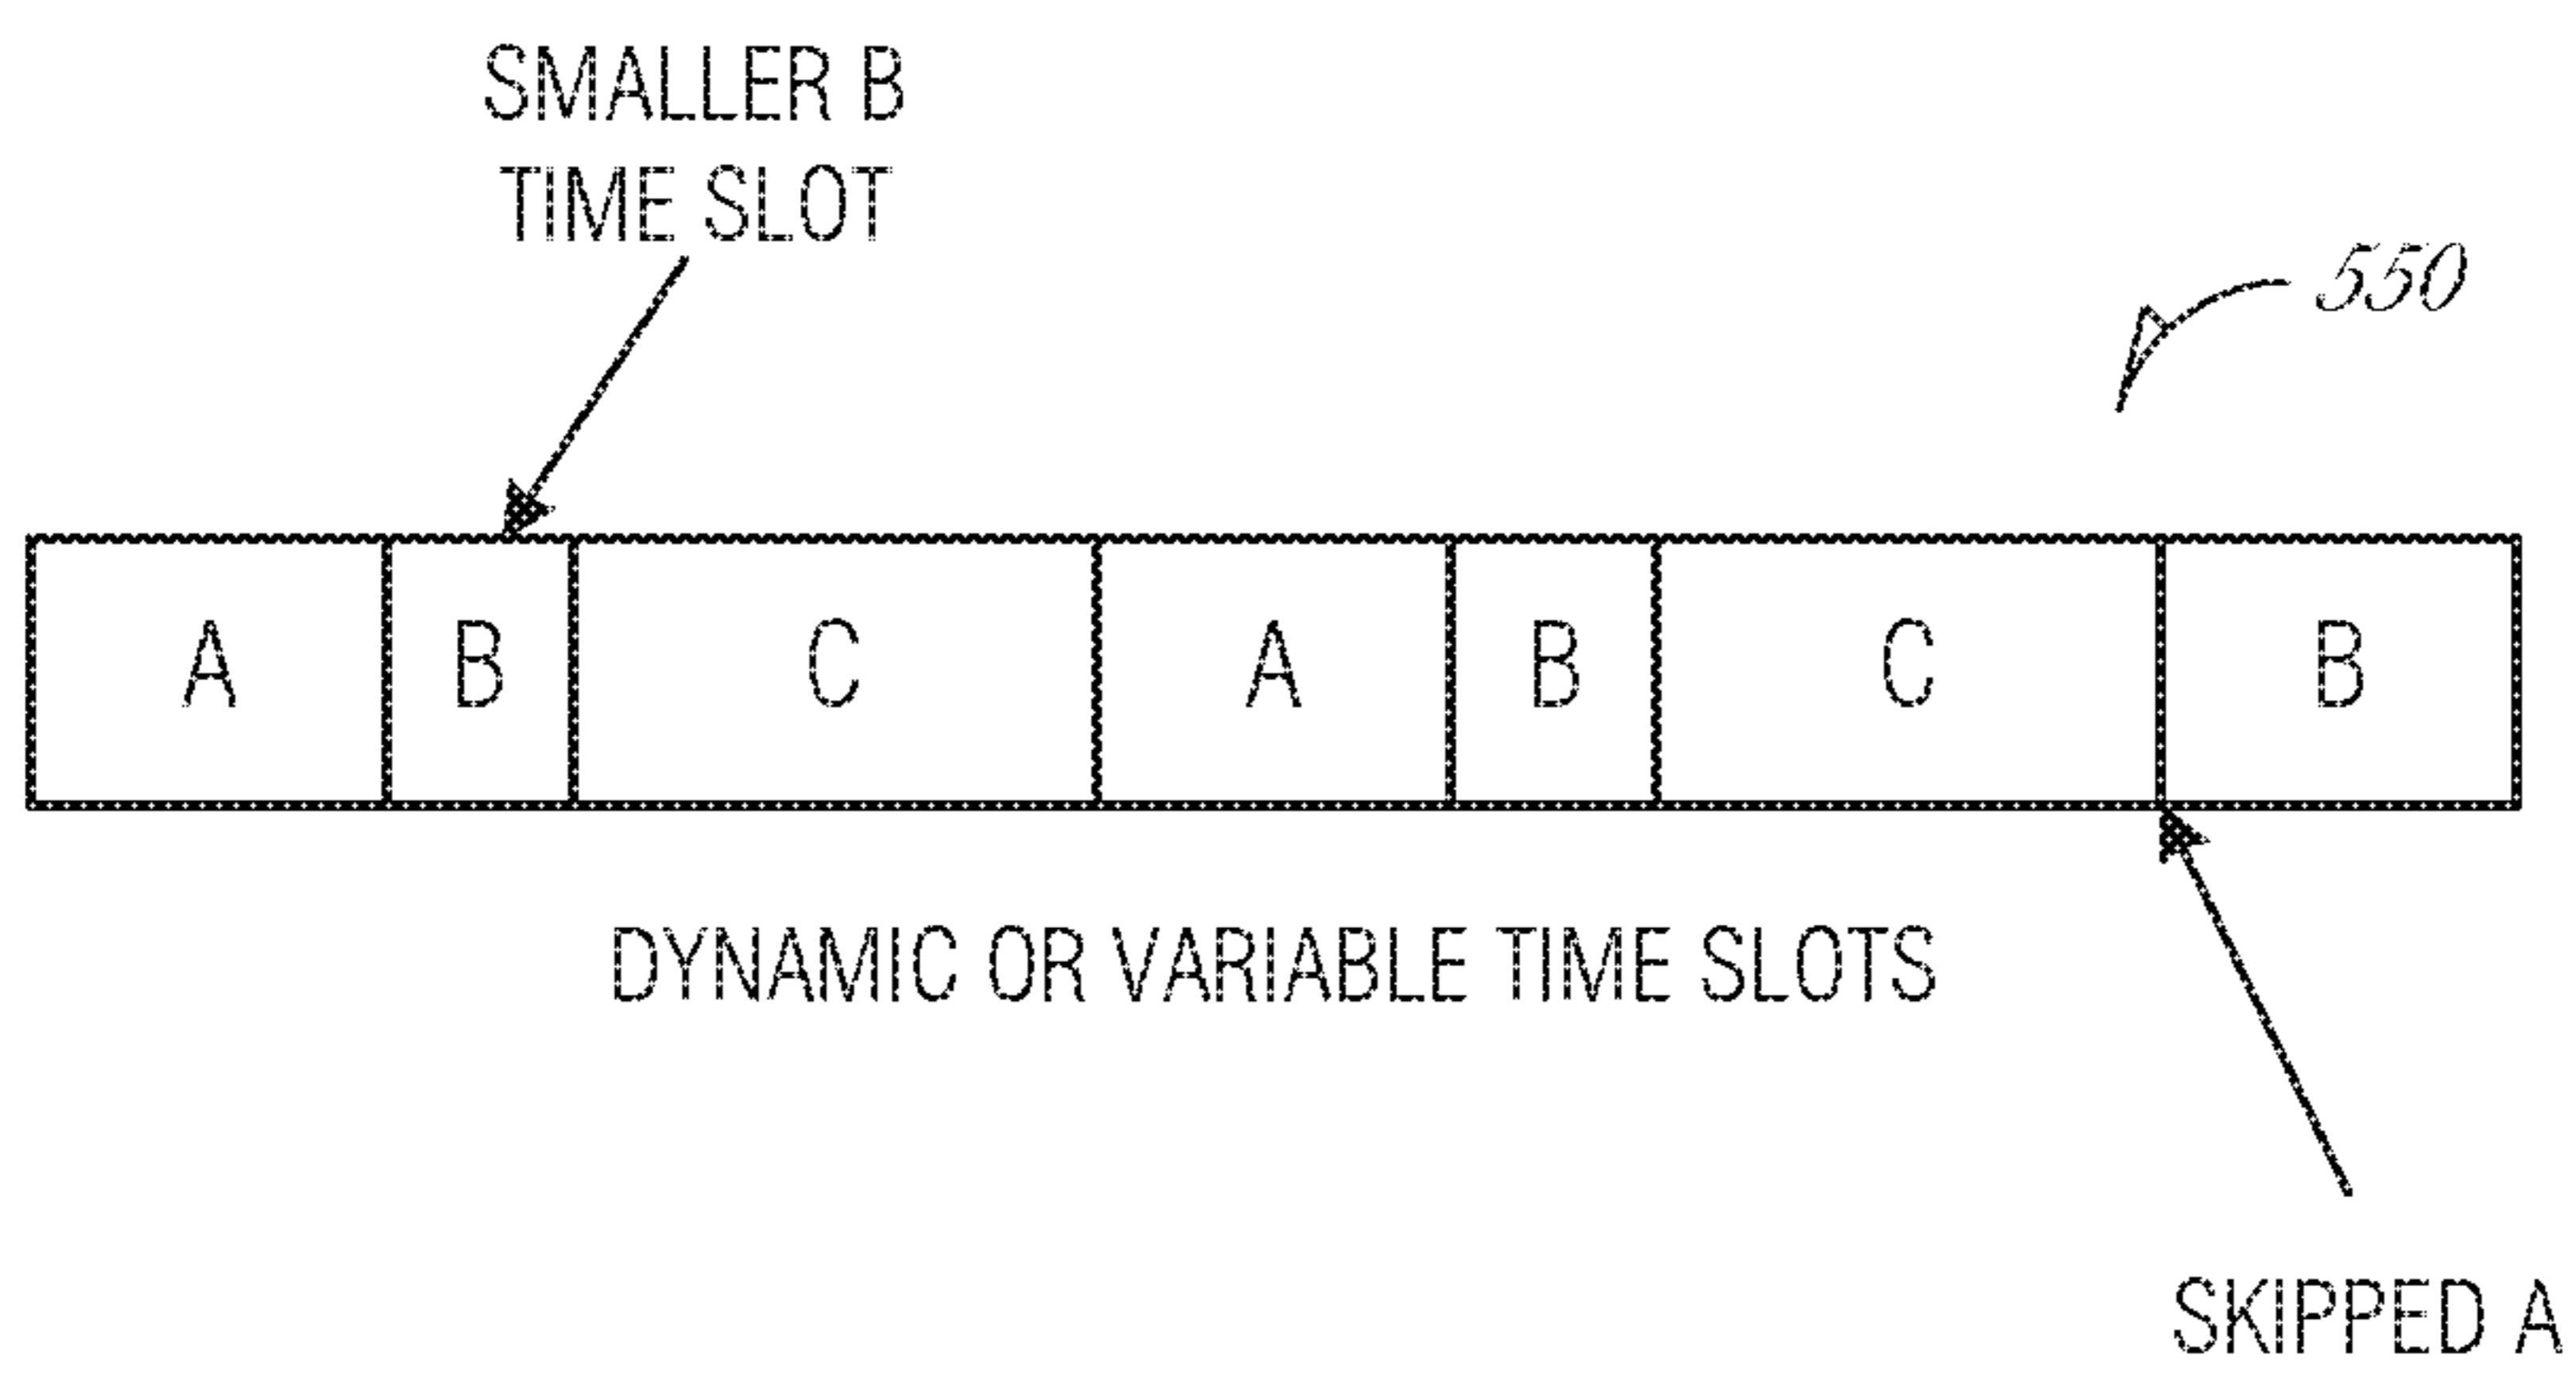 SMALLER B
TIME SLOT
550
A B C A B C B
DYNAMIC OR VARIABLE TIME SLOTS
SKIPPED A